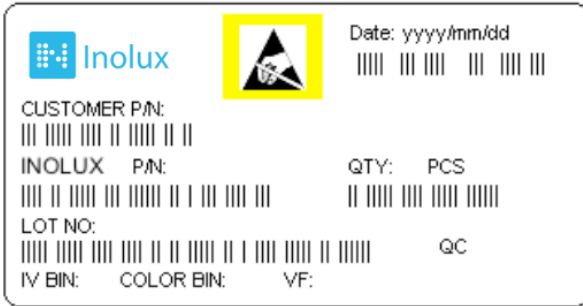 Inolux
Date: yyyy/mm/dd
CUSTOMER P/N:
INOLUX P/N: QTY: PCS
LOT NO:
QC
IV BIN: COLOR BIN: VF: